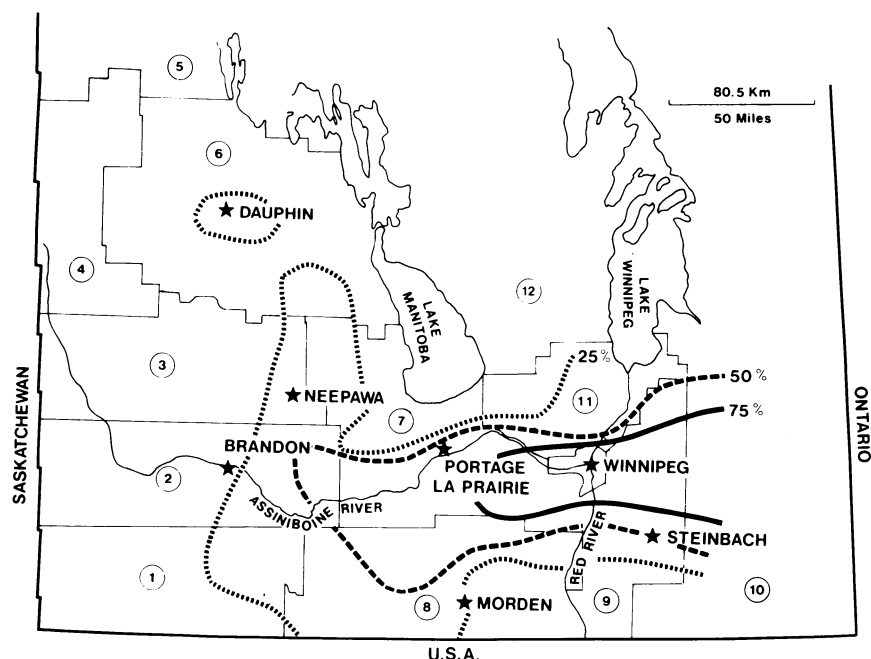 5
80.5 Km
50 Miles
6
DAUPHIN
4
12
LAKE
MANITOBA
LAKE
WINNIPEG
3
25 %
50 %
75 %
NEEPAWA
7
11
SASKATCHEWAN
ONTARIO
BRANDON
PORTAGE
LA PRAIRIE
WINNIPEG
2
ASSINIBOINE RIVER
STEINBACH
RED RIVER
1
8
MORDEN
9
10
U.S.A.